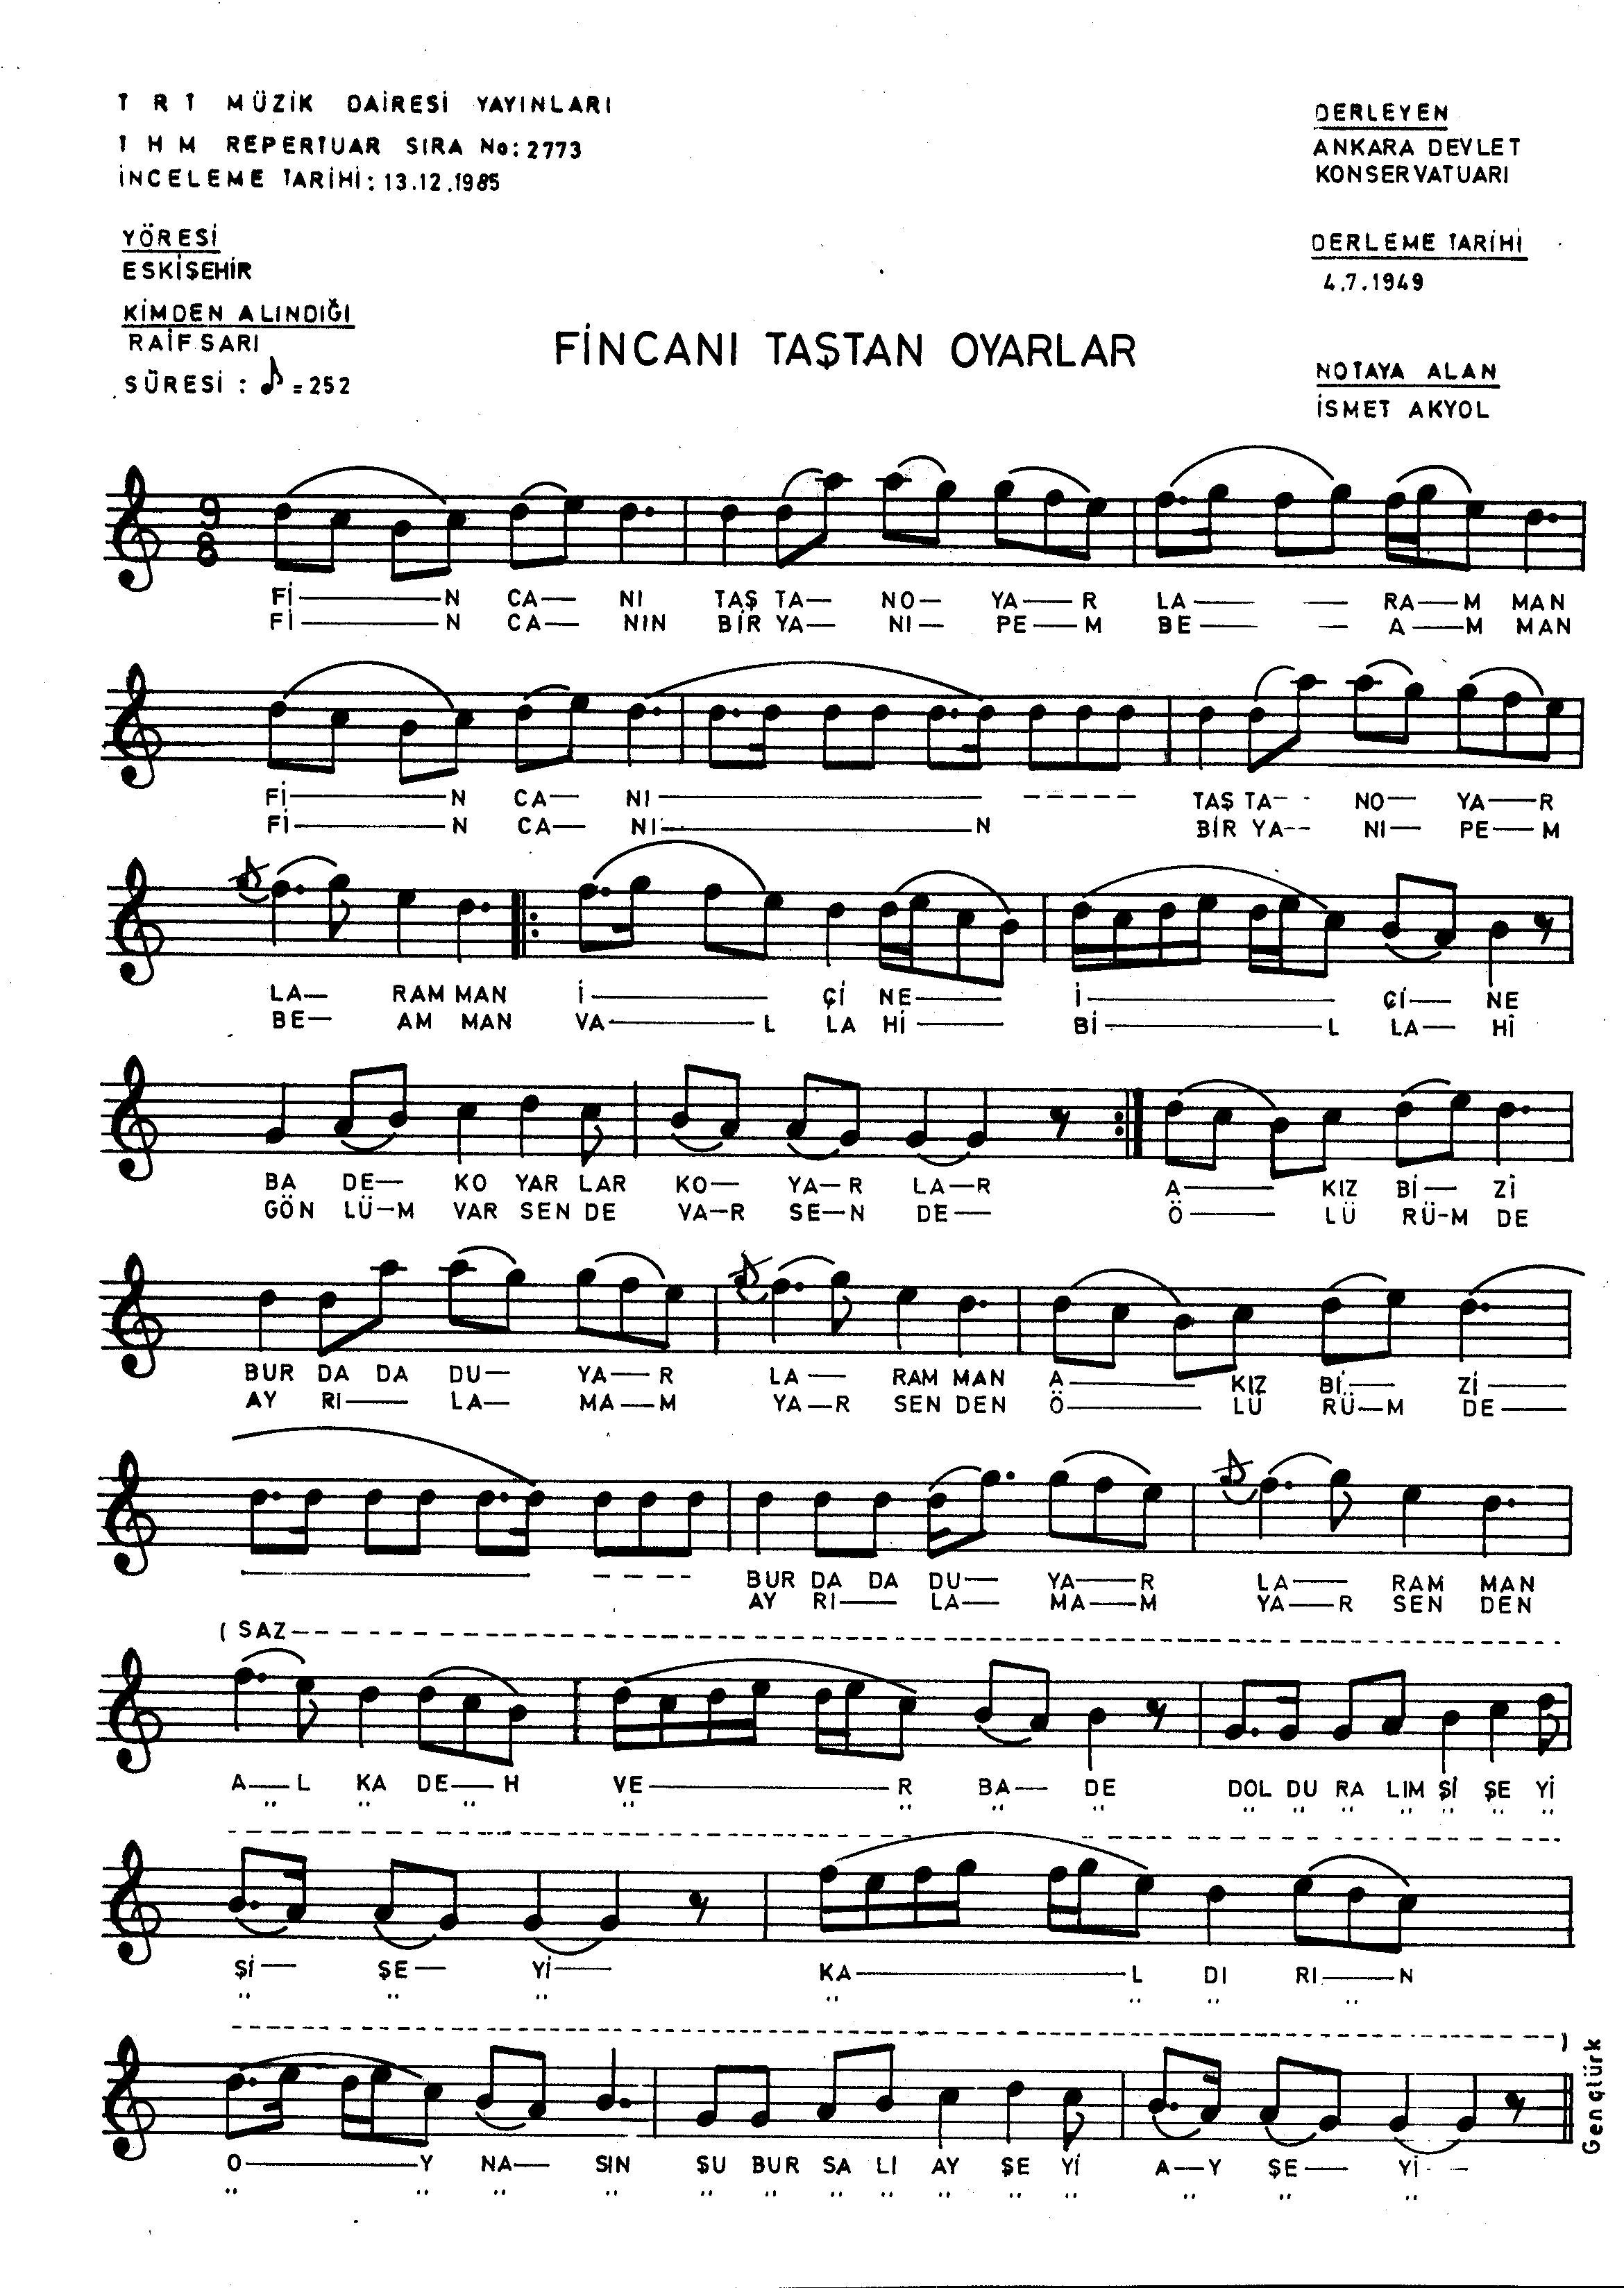 T R T MÜZİK DAİRESİ YAYINLARI
T H M REPERTUAR SIRA No: 2773
İNCELEME TARİHİ: 13.12.1985
YÖRESİ
ESKİŞEHİR
KİMDEN ALINDIĞI
RAİF SARI
SÜRESİ : ♪ = 252
FİNCANI TAŞTAN OYARLAR
DERLEYEN
ANKARA DEVLET
KONSERVATUARI
DERLEME TARİHİ
4.7.1949
NOTAYA ALAN
İSMET AKYOL
9
8
Fİ—N CA— NI TAŞ TA— NO— YA—R LA— — RA—M MAN
Fİ—N CA— NIN BİR YA— NI— PE—M BE— — A—M MAN
Fİ—N CA— NI— ----- TAŞ TA-- NO— YA—R
Fİ—N CA— NI—N BİR YA-- NI— PE—M
LA— RAM MAN İ— Çİ NE— İ— Çİ— NE
BE— AM MAN VA—L LA Hİ— Bİ—L LA— Hİ
BA DE— KO YAR LAR KO— YA—R LA—R A— KIZ Bİ— Zİ
GÖN LÜ—M VAR SEN DE VA—R SE—N DE— Ö— LÜ RÜ-M DE
BUR DA DA DU— YA—R LA— RAM MAN A— KIZ Bİ— Zİ—
AY RI— LA— MA—M YA—R SEN DEN Ö— LÜ RÜ—M DE—
— ---- BUR DA DA DU— YA—R LA— RAM MAN
AY RI— LA— MA—M YA—R SEN DEN
( SAZ---
A—L KA DE—H VE—R BA— DE DOL DU RA LIM Şİ ŞE Yİ
" " " " " " " " " " " " " "
Şİ— ŞE— Yİ— KA—L DI RI—N
" " " " " " "
)
O—Y NA— SIN ŞU BUR SA LI AY ŞE Yİ A—Y ŞE— Yİ- -
" " " " " " " " " " " " " "
Gençtürk